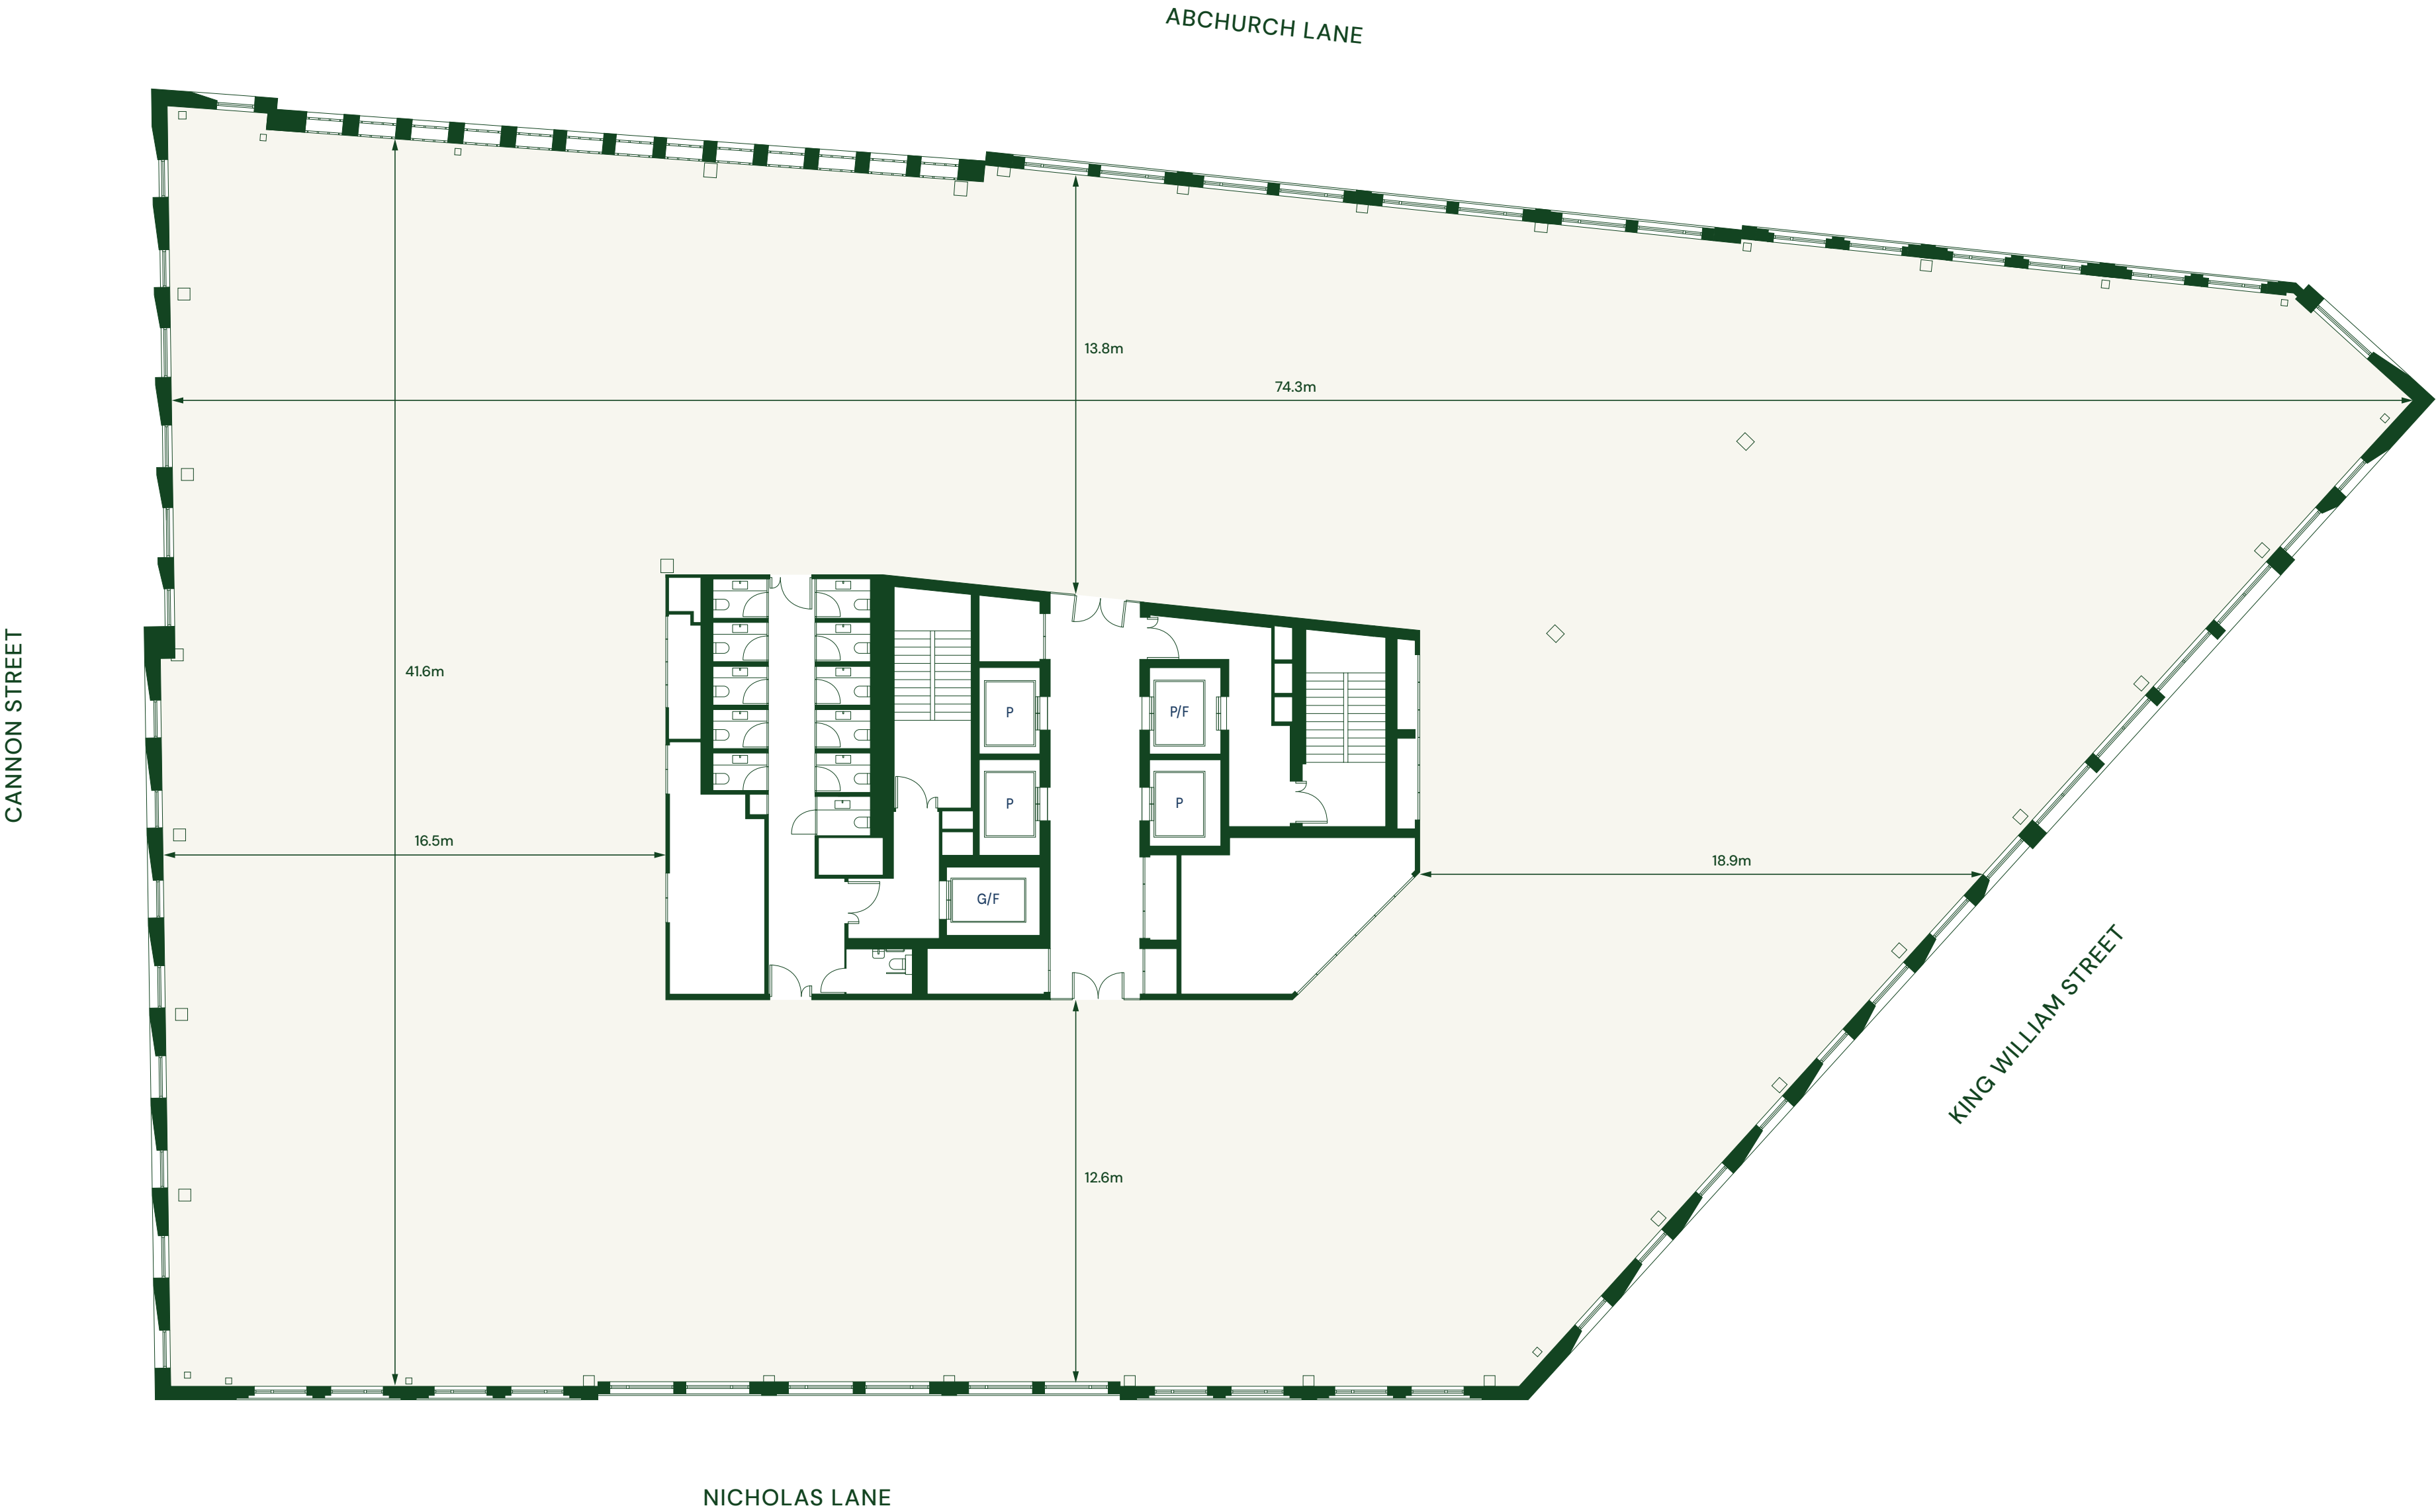 ABCHURCH LANE
13.8m
74.3m
CANNON STREET
41.6m
P
P/F
P
P
16.5m
18.9m
G/F
KING WILLIAM STREET
12.6m
NICHOLAS LANE